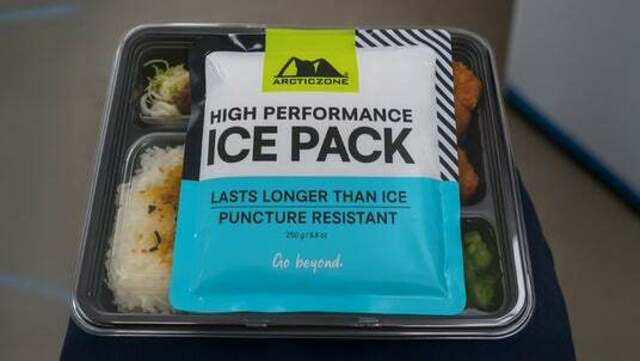 ARCTICZONE
HIGH PERFORMANCE
ICE PACK
LASTS LONGER THAN ICE
PUNCTURE RESISTANT
250 g / 8.8 oz
Go beyond.